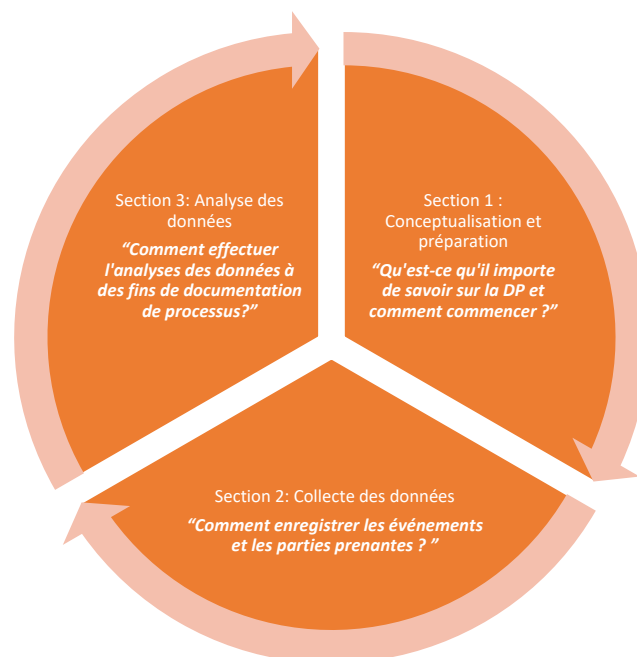 Section 1 :
Conceptualisation et
préparation
“Qu'est-ce qu'il importe
de savoir sur la DP et
comment commencer ?”
Section 2: Collecte des données
“Comment enregistrer les événements
et les parties prenantes ? ”
Section 3: Analyse des
données
“Comment effectuer
l'analyses des données à
des fins de documentation
de processus?”